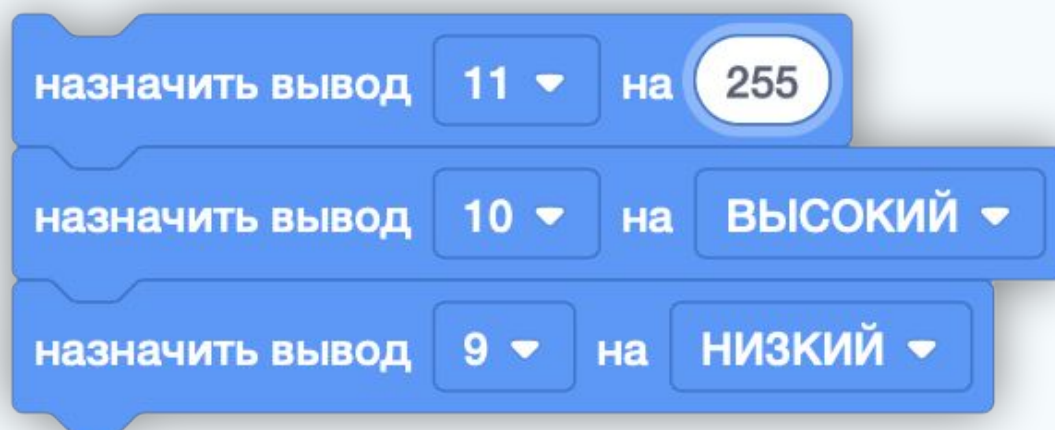 назначить вывод 11 на 255
назначить вывод 10 на ВЫСОКИЙ
назначить вывод 9 на НИЗКИЙ